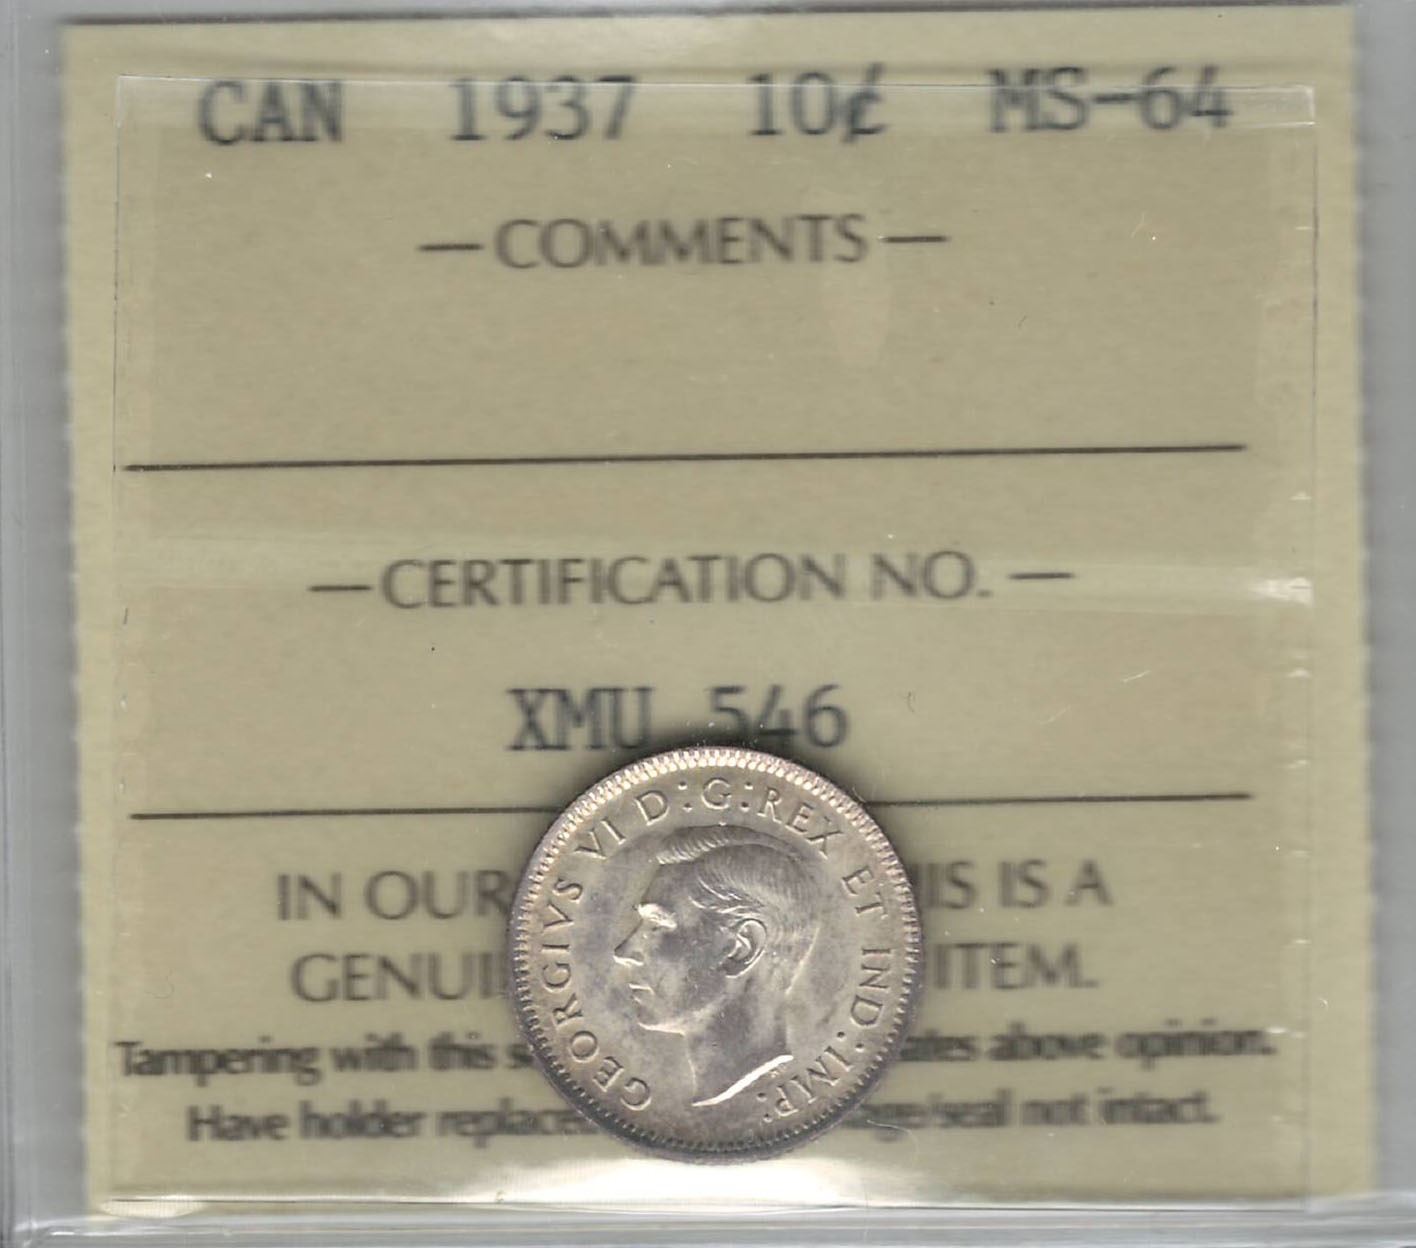 CAN 1937 10¢ MS-64
— COMMENTS —
— CERTIFICATION NO. —
XMU 546
IN OUR IS IS A
GENUI ITEM.
Tampering with this s ates above opinion.
Have holder replace age/seal not intact.
GEORGIVS VI D:G:REX ET IND:IMP: